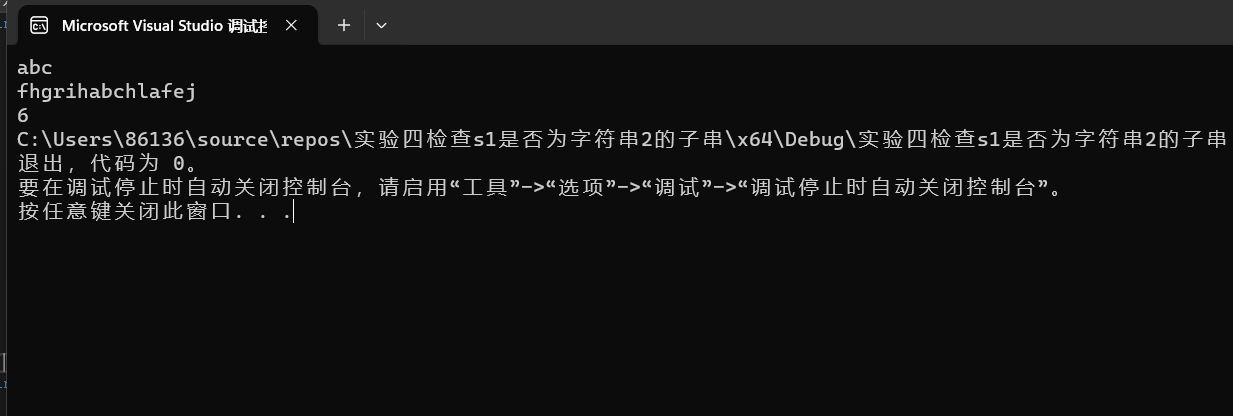 Microsoft Visual Studio 调试
abc
fhgrihabchlafej
6
C:\Users\86136\source\repos\实验四检查s1是否为字符串2的子串\x64\Debug\实验四检查s1是否为字符串2的子串
退出，代码为 0。
要在调试停止时自动关闭控制台，请启用“工具”->“选项”->“调试”->“调试停止时自动关闭控制台”。
按任意键关闭此窗口. . .